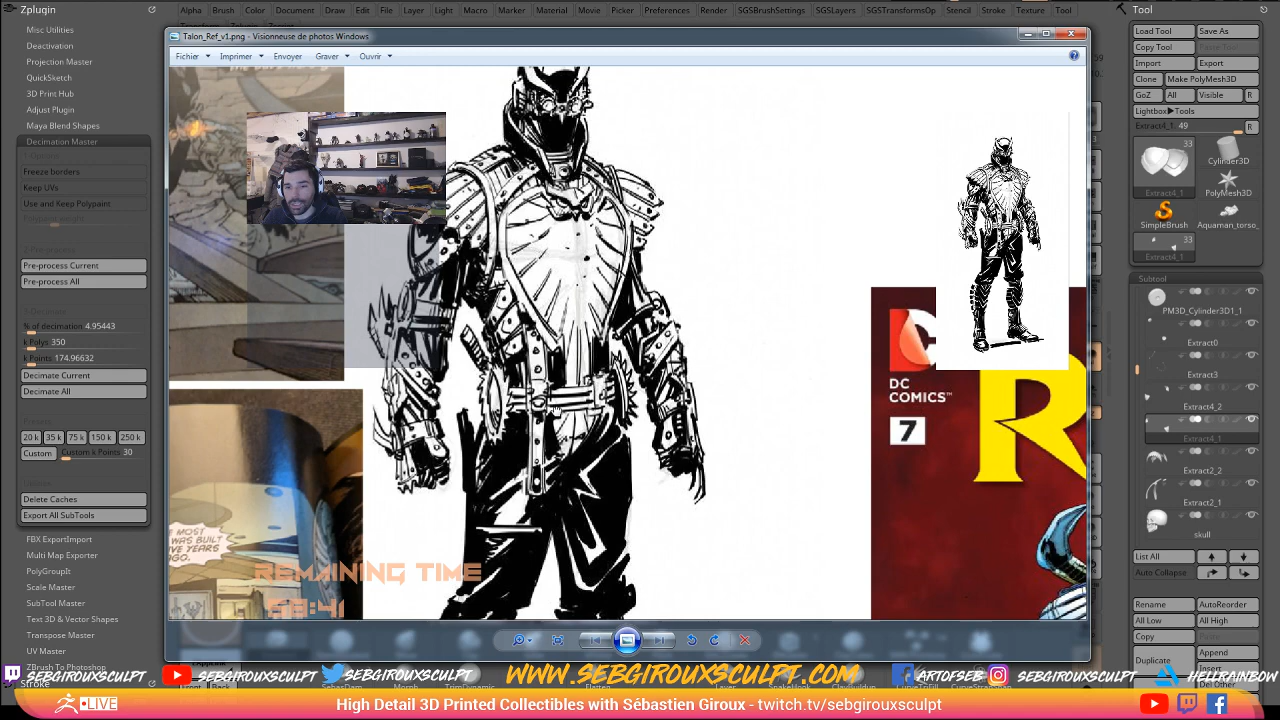 Zplugin
Alpha Brush Color Document Draw Edit File Layer Light Macro Marker Material Movie Picker Preferences Render SGSBrushSettings SGSLayers SGSTransformsOp Stencil Stroke Texture Tool
Misc Utilities
Deactivation
Projection Master
QuickSketch
3D Print Hub
Adjust Plugin
Maya Blend Shapes
Decimation Master
Freeze borders
Keep UVs
Use and Keep Polypaint
Pre-process Current
Pre-process All
% of decimation 4.95443
k Polys 350
k Points 174.96632
Decimate Current
Decimate All
20 k 35 k 75 k 150 k 250 k
Custom Custom k Points 30
Delete Caches
Export All SubTools
FBX ExportImport
Multi Map Exporter
PolyGroupIt
Scale Master
SubTool Master
Text 3D & Vector Shapes
Transpose Master
UV Master
ZBrush To Photoshop
Stroke
Talon_Ref_v1.png - Visionneuse de photos Windows
Fichier Imprimer Envoyer Graver Ouvrir
DC
COMICS™
7
R
REMAINING TIME
Tool
Load Tool Save As
Copy Tool
Import Export
Clone Make PolyMesh3D
GoZ All Visible R
Lightbox▶Tools
Extract4_1. 49 R
33
Extract4_1
Cylinder3D
PolyMesh3D
SimpleBrush
Aquaman_torso_
33
Extract4_1
Subtool
PM3D_Cylinder3D1_1
Extract0
Extract3
Extract4_2
Extract4_1
Extract2_2
Extract2_1
skull
List All
Auto Collapse
Rename AutoReorder
All Low All High
Copy
Duplicate Append
Insert
Del Other
SEBGIROUXSCULPT SEBGIROUXSCULPT SEBGIROUXSCULPT WWW.SEBGIROUXSCULPT.COM ARTOFSEB SEBGIROUXSCULPT HELLRAINBOW
LIVE
High Detail 3D Printed Collectibles with Sébastien Giroux - twitch.tv/sebgirouxsculpt